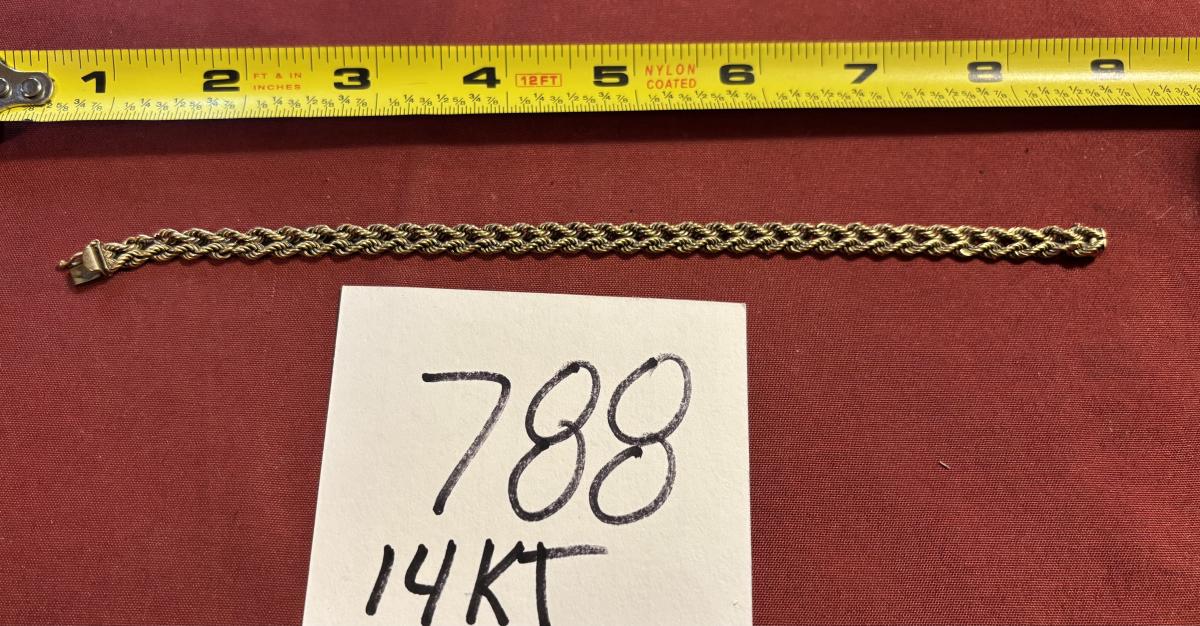 1 2 FT & IN INCHES 3 4 12FT 5 NYLON COATED 6 7 8 9
788
14KT